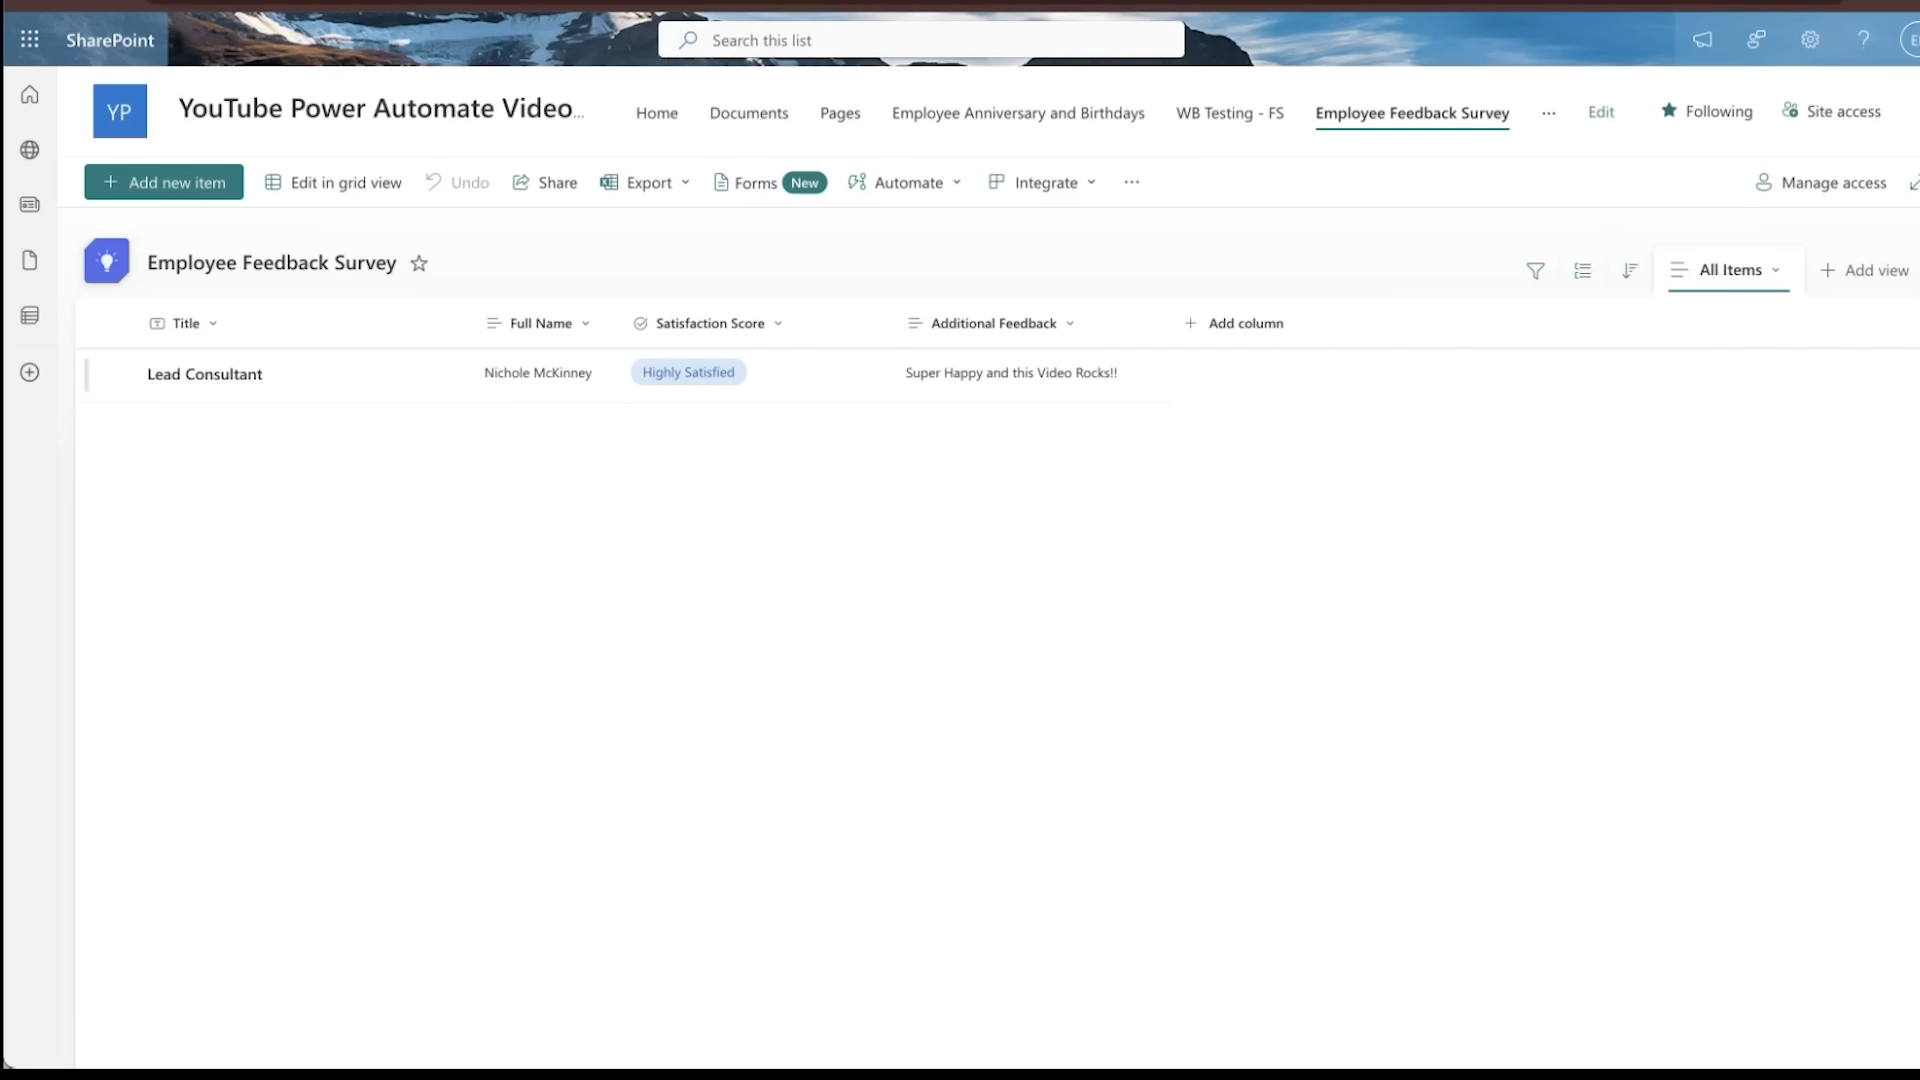 SharePoint
Search this list
YP
YouTube Power Automate Video...
Home
Documents
Pages
Employee Anniversary and Birthdays
WB Testing - FS
Employee Feedback Survey
Edit
Following
Site access
Add new item
Edit in grid view
Undo
Share
Export
Forms New
Automate
Integrate
Manage access
Employee Feedback Survey
All Items
Add view
Title
Full Name
Satisfaction Score
Additional Feedback
Add column
Lead Consultant
Nichole McKinney
Highly Satisfied
Super Happy and this Video Rocks!!